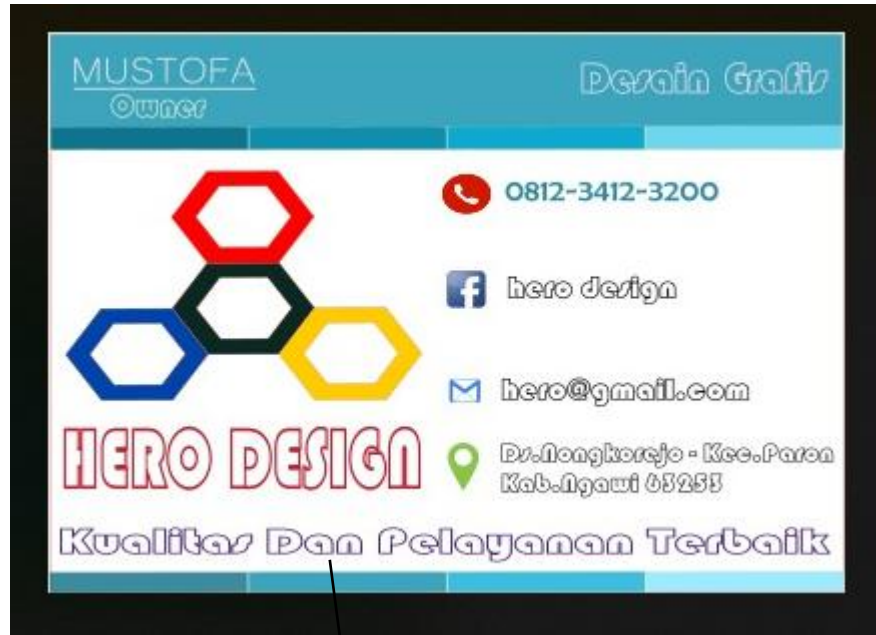 MUSTOFA
Owner
Desain Grafis
0812-3412-3200
hero design
hero@gmail.com
HERO DESIGN
Ds.Nongkorejo - Kec.Paron
Kab.Ngawi 63253
Kualitas Dan Pelayanan Terbaik